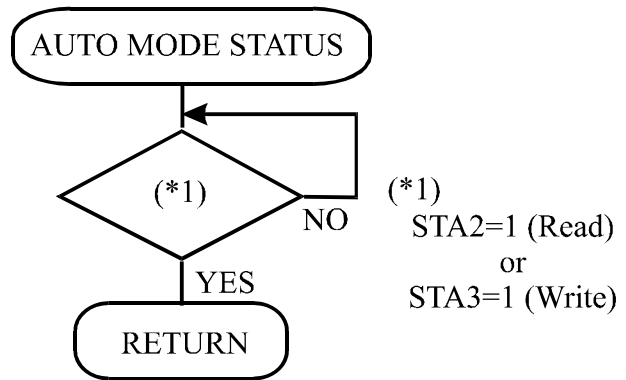 AUTO MODE STATUS
(*1)
NO
YES
RETURN
(*1)
STA2=1 (Read)
or
STA3=1 (Write)